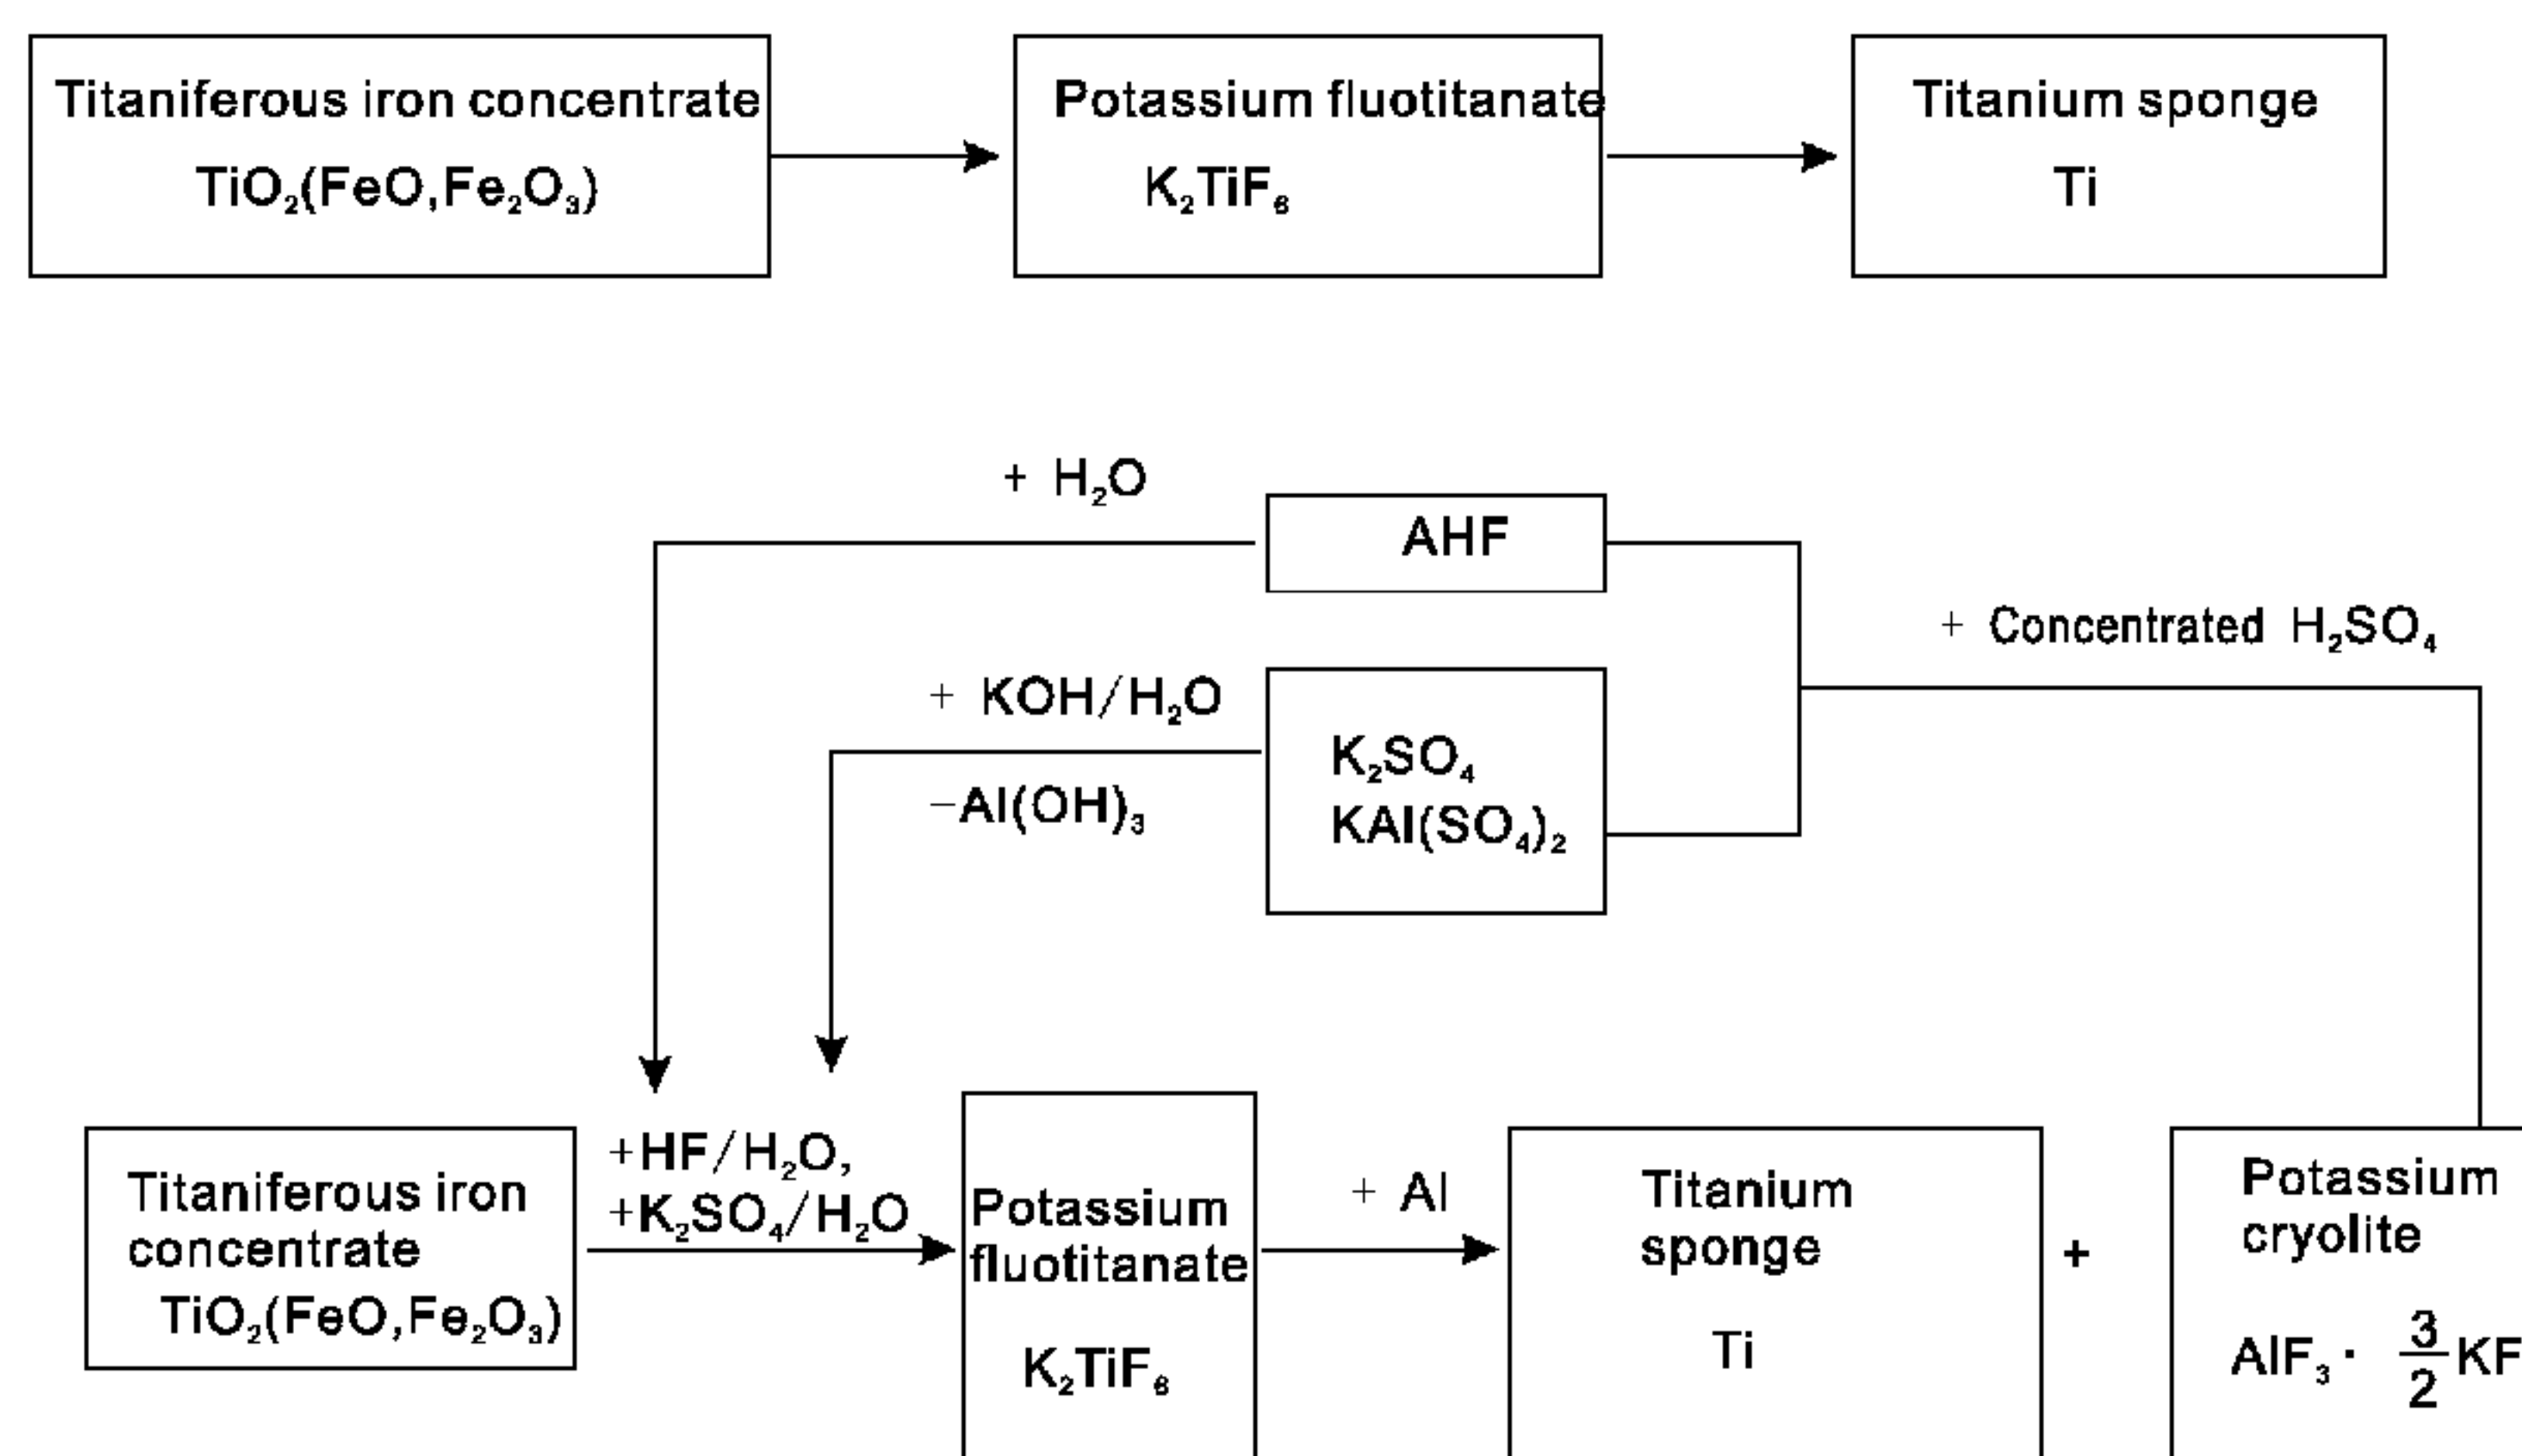 Titaniferous iron concentrate
TiO₂(FeO,Fe₂O₃)
Potassium fluotitanate
K₂TiF₆
Titanium sponge
Ti
+ H₂O
AHF
+ Concentrated H₂SO₄
+ KOH/H₂O
−Al(OH)₃
K₂SO₄
KAl(SO₄)₂
Titaniferous iron
concentrate
TiO₂(FeO,Fe₂O₃)
+HF/H₂O,
+K₂SO₄/H₂O
Potassium
fluotitanate
K₂TiF₆
+ Al
Titanium
sponge
Ti
+
Potassium
cryolite
AlF₃· 3/2 KF